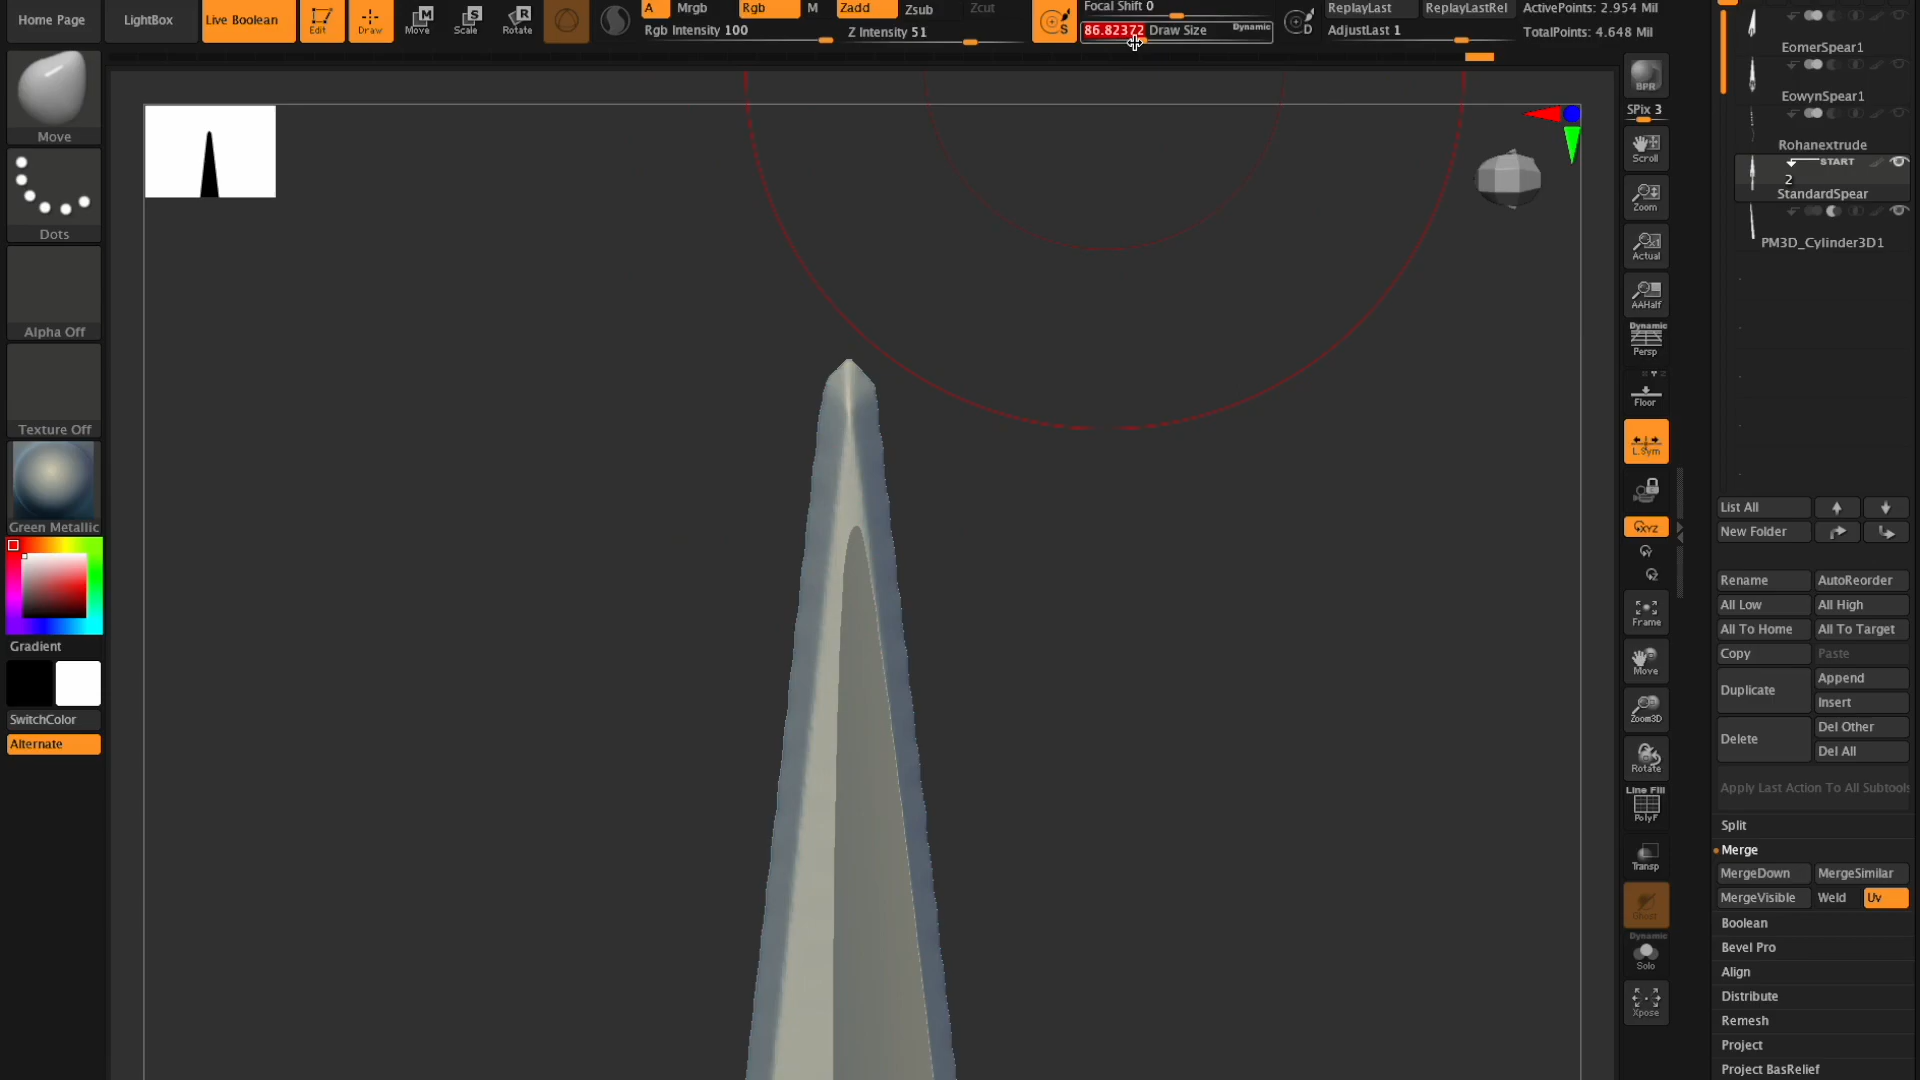 Home Page
LightBox
Live Boolean
Edit
Draw
Move
Scale
Rotate
A
Mrgb
Rgb
M
Rgb Intensity 100
Zadd
Zsub
Zcut
Z Intensity 51
S
Focal Shift 0
86.82372 Draw Size
Dynamic
D
ReplayLast
ReplayLastRel
AdjustLast 1
ActivePoints: 2.954 Mil
TotalPoints: 4.648 Mil
Move
Dots
Alpha Off
Texture Off
Green Metallic
Gradient
SwitchColor
Alternate
BPR
SPix 3
Scroll
Zoom
Actual
AAHalf
Dynamic
Persp
Floor
L.Sym
XYZ
Y
Z
Frame
Move
Zoom3D
Rotate
Line Fill
PolyF
Transp
Ghost
Dynamic
Solo
Xpose
EomerSpear1
EowynSpear1
Rohanextrude
START
2
StandardSpear
PM3D_Cylinder3D1
List All
New Folder
Rename
AutoReorder
All Low
All High
All To Home
All To Target
Copy
Paste
Duplicate
Append
Insert
Delete
Del Other
Del All
Apply Last Action To All Subtools
Split
Merge
MergeDown
MergeSimilar
MergeVisible
Weld
Uv
Boolean
Bevel Pro
Align
Distribute
Remesh
Project
Project BasRelief